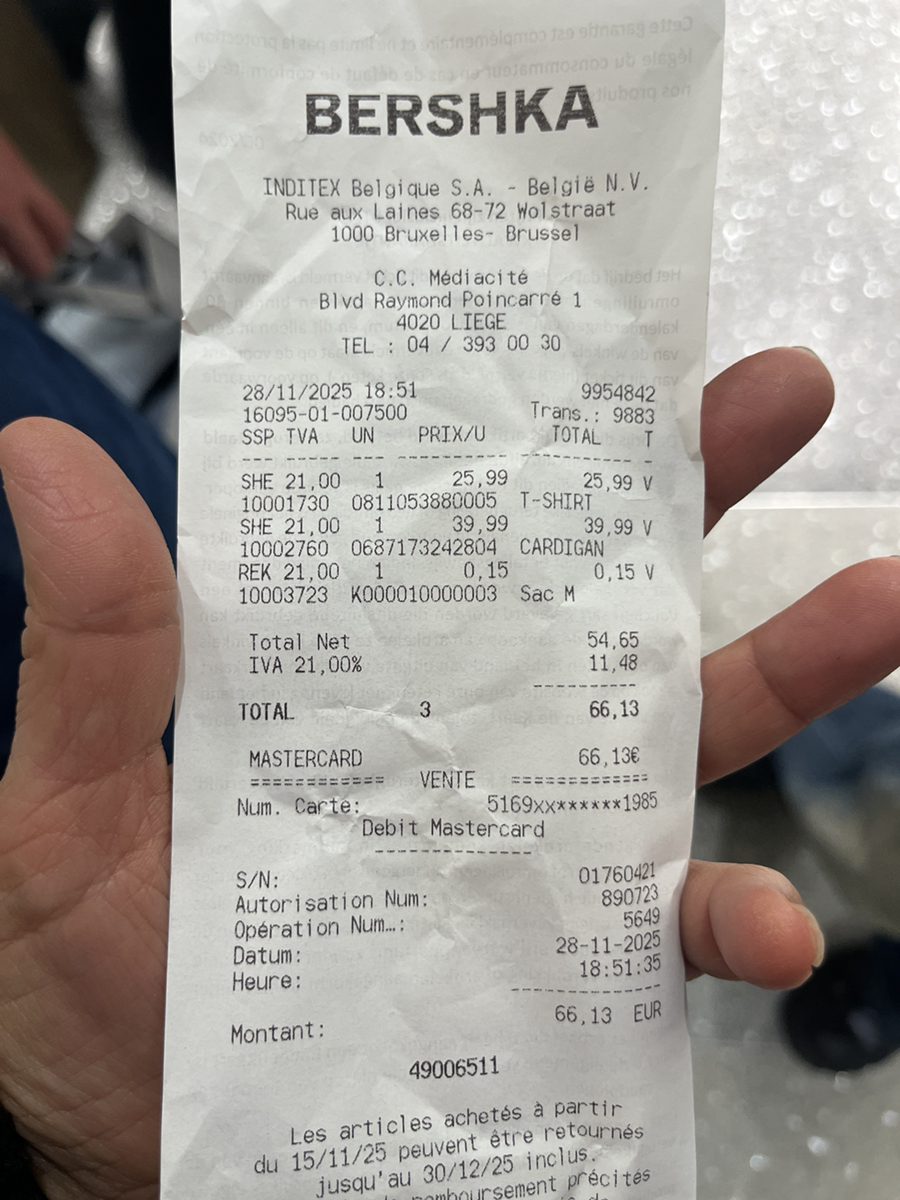 BERSHKA
INDITEX Belgique S.A. - België N.V.
Rue aux Laines 68-72 Wolstraat
1000 Bruxelles- Brussel
C.C. Médiacité
Blvd Raymond Poincarré 1
4020 LIEGE
TEL : 04 / 393 00 30
28/11/2025 18:51 9954842
16095-01-007500 Trans.: 9883
SSP TVA UN PRIX/U TOTAL T
SHE 21,00 1 25,99 25,99 V
10001730 0811053880005 T-SHIRT
SHE 21,00 1 39,99 39,99 V
10002760 0687173242804 CARDIGAN
REK 21,00 1 0,15 0,15 V
10003723 K000010000003 Sac M
Total Net 54,65
IVA 21,00% 11,48
TOTAL 3 66,13
MASTERCARD 66,13€
============ VENTE ============
Num. Carte: 5169xx******1985
Debit Mastercard
S/N: 01760421
Autorisation Num: 890723
Opération Num…: 5649
Datum: 28-11-2025
Heure: 18:51:35
Montant: 66,13 EUR
49006511
Les articles achetés à partir
du 15/11/25 peuvent être retournés
jusqu'au 30/12/25 inclus.
remboursement précités